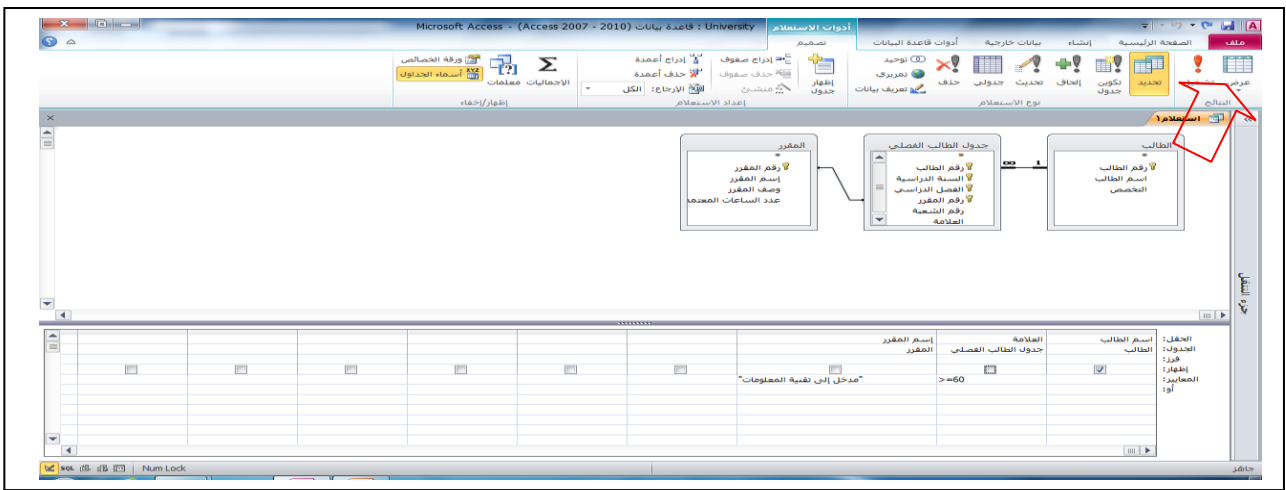 Microsoft Access - (Access 2007 - 2010) قاعدة بيانات : University
أدوات الاستعلام
ملف الصفحة الرئيسية إنشاء بيانات خارجية أدوات قاعدة البيانات تصميم
عرض
تحديد
تكوين جدول
إلحاق
تحديث
جدولي
حذف
توحيد
تمريري
تعريف بيانات
إظهار جدول
إدراج صفوف
حذف صفوف
منشئ
إدراج أعمدة
حذف أعمدة
الإرجاع: الكل
الإجماليات
معلمات
ورقة الخصائص
أسماء الجداول
النتائج
نوع الاستعلام
إعداد الاستعلام
إظهار/إخفاء
استعلام١
الطالب
*
رقم الطالب
اسم الطالب
التخصص
1
∞
جدول الطالب الفصلي
*
رقم الطالب
السنة الدراسية
الفصل الدراسي
رقم المقرر
رقم الشعبة
العلامة
المقرر
*
رقم المقرر
إسم المقرر
وصف المقرر
عدد الساعات المعتمد
جزء التنقل
الحقل: اسم الطالب العلامة إسم المقرر
الجدول: الطالب جدول الطالب الفصلي المقرر
فرز:
إظهار:
المعايير: >=60 "مدخل إلى تقنية المعلومات"
أو:
جاهز
Num Lock
SQL